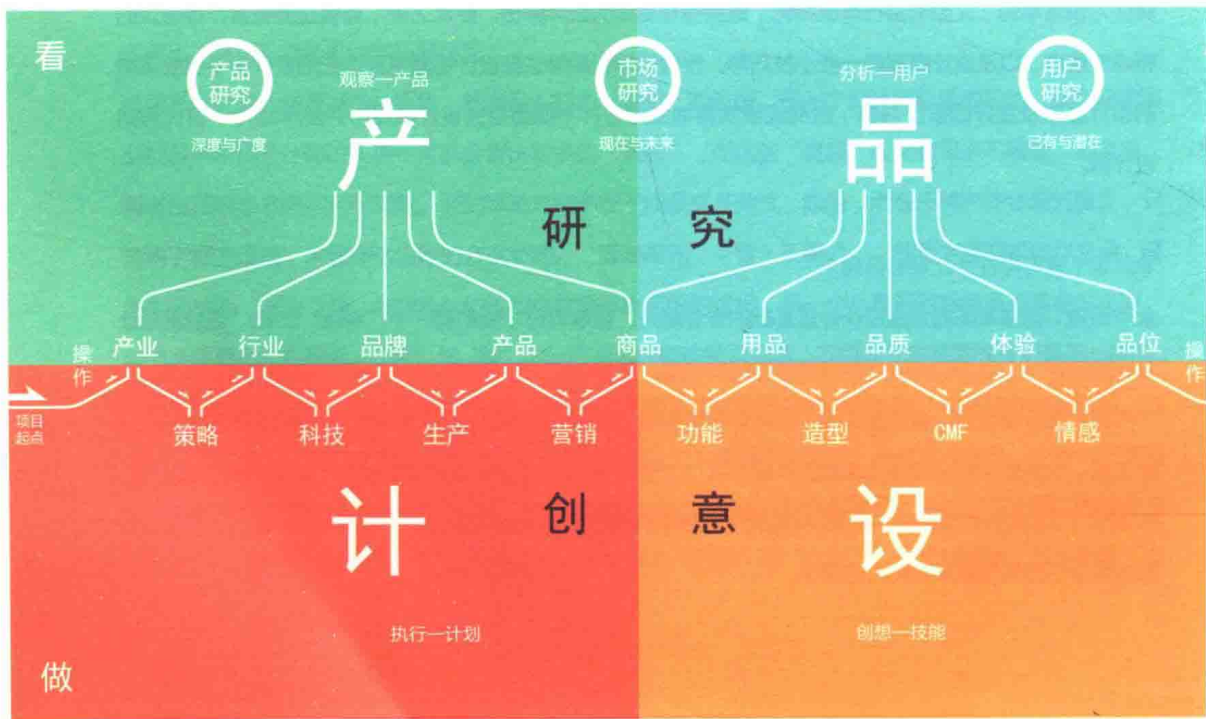 看
产品
研究
深度与广度
观察—产品
产
市场
研究
现在与未来
分析—用户
品
用户
研究
已有与潜在
研 究
操作 产业 行业 品牌 产品 商品 用品 品质 体验 品位 操作
项目
起点
策略 科技 生产 营销 功能 造型 CMF 情感
计 创 意 设
执行—计划
创想—技能
做